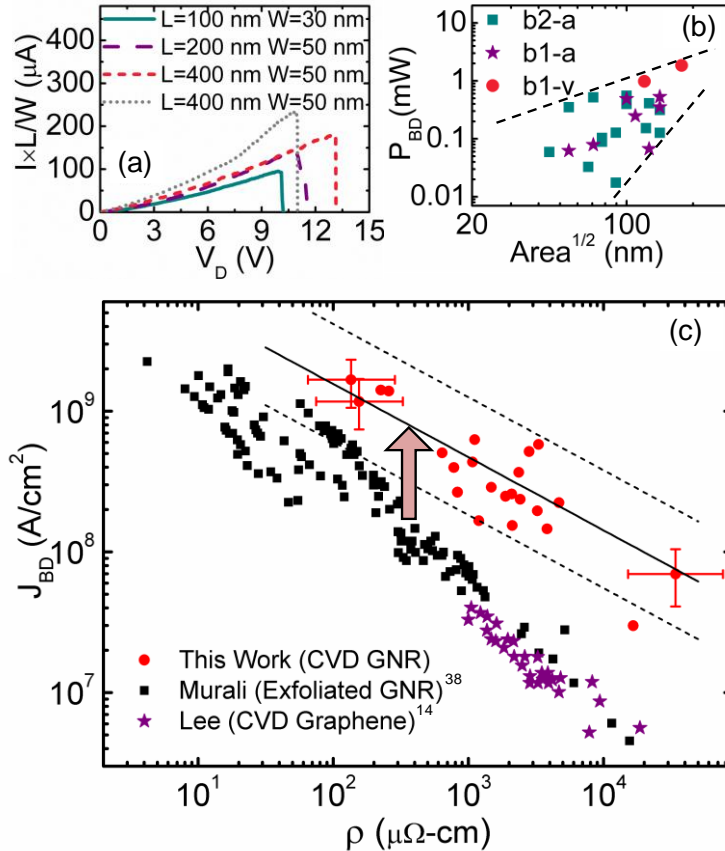 400
300
200
100
0
I×L/W (μA)
L=100 nm W=30 nm
L=200 nm W=50 nm
L=400 nm W=50 nm
L=400 nm W=50 nm
(a)
0 3 6 9 12 15
V_D (V)
(b)
b2-a
b1-a
b1-v
10
1
0.1
0.01
P_BD (mW)
20 100
Area^1/2 (nm)
(c)
10^9
10^8
10^7
J_BD (A/cm^2)
This Work (CVD GNR)
Murali (Exfoliated GNR)^38
Lee (CVD Graphene)^14
10^1 10^2 10^3 10^4
ρ (μΩ-cm)